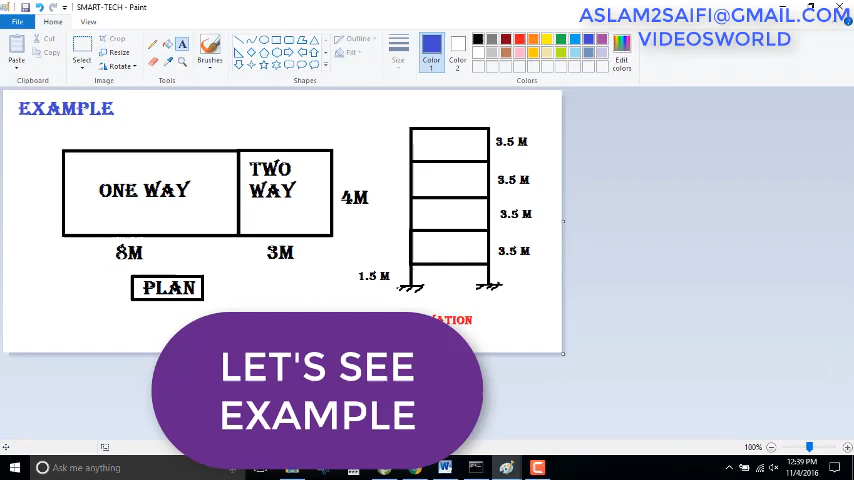 SMART-TECH - Paint
ASLAM2SAIFI@GMAIL.COM
VIDEOSWORLD
File
Home
View
Paste
Cut
Copy
Clipboard
Select
Crop
Resize
Rotate
Image
Tools
Brushes
Shapes
Outline
Fill
Size
Color
1
Color
2
Edit
colors
Colors
EXAMPLE
ONE WAY
TWO
WAY
4M
8M
3M
PLAN
3.5 M
3.5 M
3.5 M
3.5 M
1.5 M
LET'S SEE
EXAMPLE
100%
Ask me anything
12:39 PM
11/4/2016